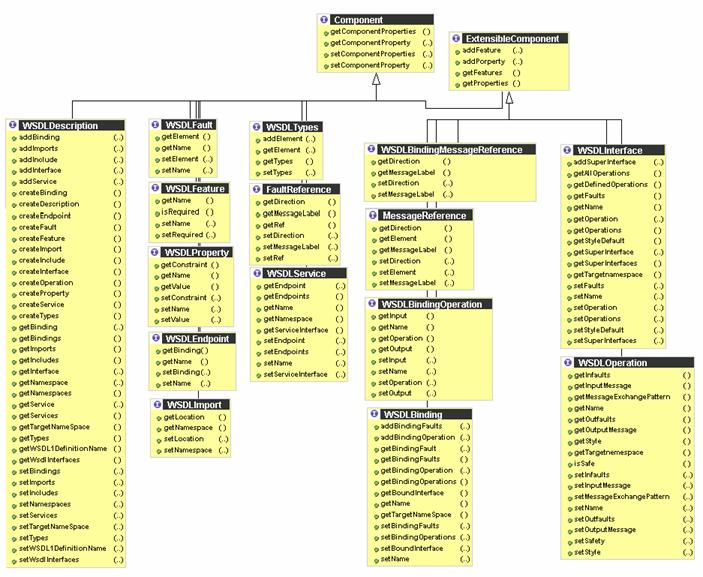 Component
getComponentProperties ()
getComponentProperty (..)
setComponentProperties (..)
setComponentProperty (..)
ExtensibleComponent
addFeature (..)
addPorperty (..)
getFeatures ()
getProperties ()
WSDLDescription
addBinding (..)
addImports (..)
addInclude (..)
addInterface (..)
addService (..)
createBinding ()
createDescription ()
createEndpoint ()
createFault ()
createFeature ()
createImport ()
createInclude ()
createInterface ()
createOperation ()
createProperty ()
createService ()
createTypes ()
getBinding (..)
getBindings ()
getImports ()
getIncludes ()
getInterface (..)
getNamespace (..)
getNamespaces ()
getService (..)
getServices ()
getTargetNameSpace ()
getTypes ()
getWSDL1DefinitionName ()
getWsdlInterfaces ()
setBindings (..)
setImports (..)
setIncludes (..)
setNamespaces (..)
setServices (..)
setTargetNameSpace (..)
setTypes (..)
setWSDL1DefinitionName (..)
setWsdlInterfaces (..)
WSDLFault
getElement ()
getName ()
setElement (..)
setName (..)
WSDLFeature
getName ()
isRequired ()
setName (..)
setRequired (..)
WSDLProperty
getConstraint ()
getName ()
getValue ()
setConstraint (..)
setName (..)
setValue (..)
WSDLEndpoint
getBinding()
getName ()
setBinding(..)
setName (..)
WSDLImport
getLocation ()
getNamespace ()
setLocation (..)
setNamespace (..)
WSDLTypes
addElement (..)
getElement (..)
getTypes ()
setTypes (..)
FaultReference
getDirection ()
getMessageLabel ()
getRef ()
setDirection (..)
setMessageLabel (..)
setRef (..)
WSDLService
getEndpoint (..)
getEndpoints ()
getName ()
getNamespace ()
getServiceInterface ()
setEndpoint (..)
setEndpoints (..)
setName (..)
setServiceInterface (..)
WSDLBindingMessageReference
getDirection ()
getMessageLabel ()
setDirection (..)
setMessageLabel (..)
MessageReference
getDirection ()
getElement ()
getMessageLabel ()
setDirection (..)
setElement (..)
setMessageLabel (..)
WSDLBindingOperation
getInput ()
getName ()
getOperation ()
getOutput ()
setInput (..)
setName (..)
setOperation (..)
setOutput (..)
WSDLBinding
addBindingFaults (..)
addBindingOperation (..)
getBindingFault (..)
getBindingFaults ()
getBindingOperation (..)
getBindingOperations ()
getBoundInterface ()
getName ()
getTargetNameSpace ()
setBindingFaults (..)
setBindingOperations (..)
setBoundInterface (..)
setName (..)
WSDLInterface
addSuperInterface (..)
getAllOperations ()
getDefinedOperations ()
getFaults ()
getName ()
getOperation (..)
getOperations ()
getStyleDefault ()
getSuperInterface (..)
getSuperInterfaces ()
getTargetnamespace ()
setFaults (..)
setName (..)
setOperation (..)
setOperations (..)
setStyleDefault (..)
setSuperInterfaces (..)
WSDLOperation
getInfaults ()
getInputMessage ()
getMessageExchangePattern ()
getName ()
getOutfaults ()
getOutputMessage ()
getStyle ()
getTargetnemespace ()
isSafe ()
setInfaults (..)
setInputMessage (..)
setMessageExchangePattern (..)
setName (..)
setOutfaults (..)
setOutputMessage (..)
setSafety (..)
setStyle (..)